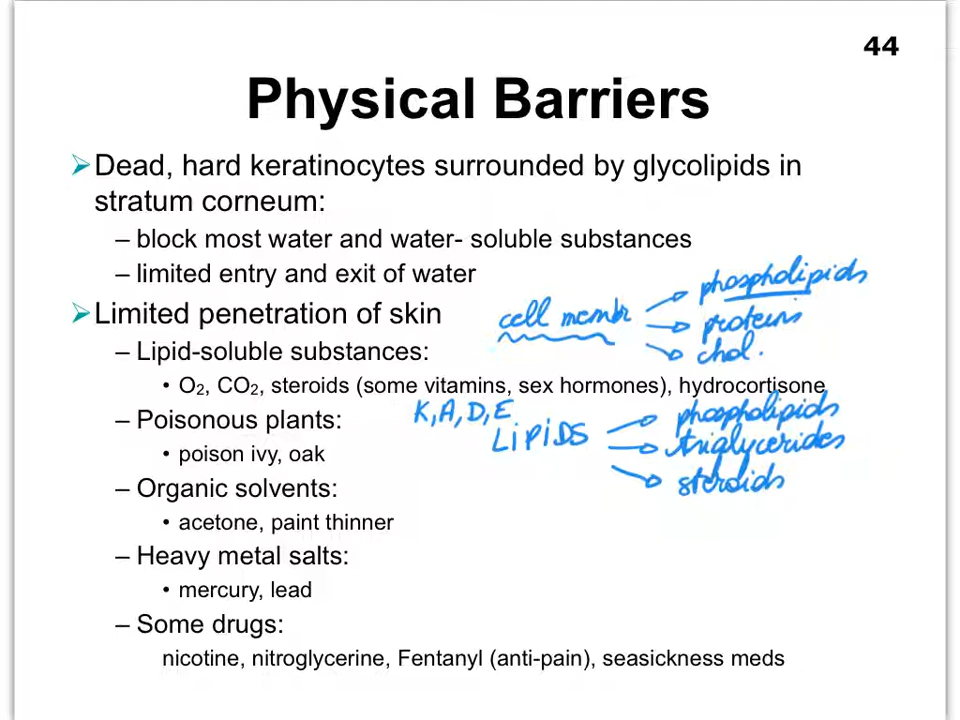 44
Physical Barriers
➢Dead, hard keratinocytes surrounded by glycolipids in
stratum corneum:
– block most water and water- soluble substances
– limited entry and exit of water
➢Limited penetration of skin
cell membr
phospholipids
proteins
chol.
– Lipid-soluble substances:
• O₂, CO₂, steroids (some vitamins, sex hormones), hydrocortisone
K, A, D, E
LIPIDS
phospholipids
triglycerides
steroids
– Poisonous plants:
• poison ivy, oak
– Organic solvents:
• acetone, paint thinner
– Heavy metal salts:
• mercury, lead
– Some drugs:
nicotine, nitroglycerine, Fentanyl (anti-pain), seasickness meds